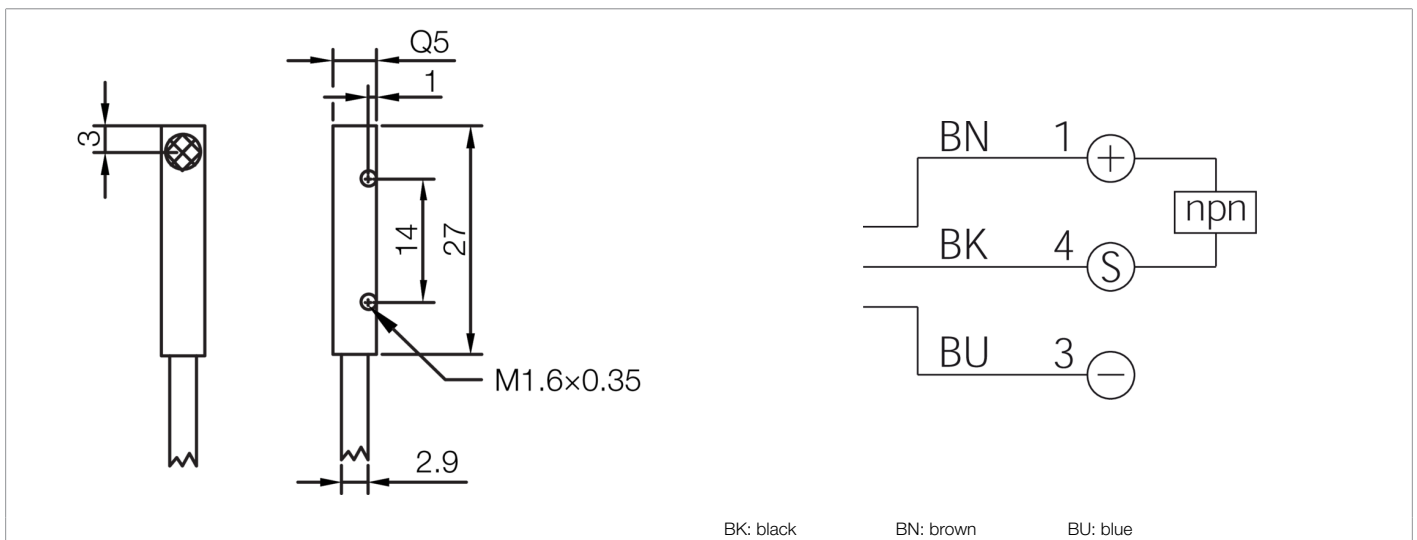 Q5
1
3
14
27
M1.6×0.35
2.9
BN 1 +
npn
BK 4 S
BU 3 −
BK: black BN: brown BU: blue